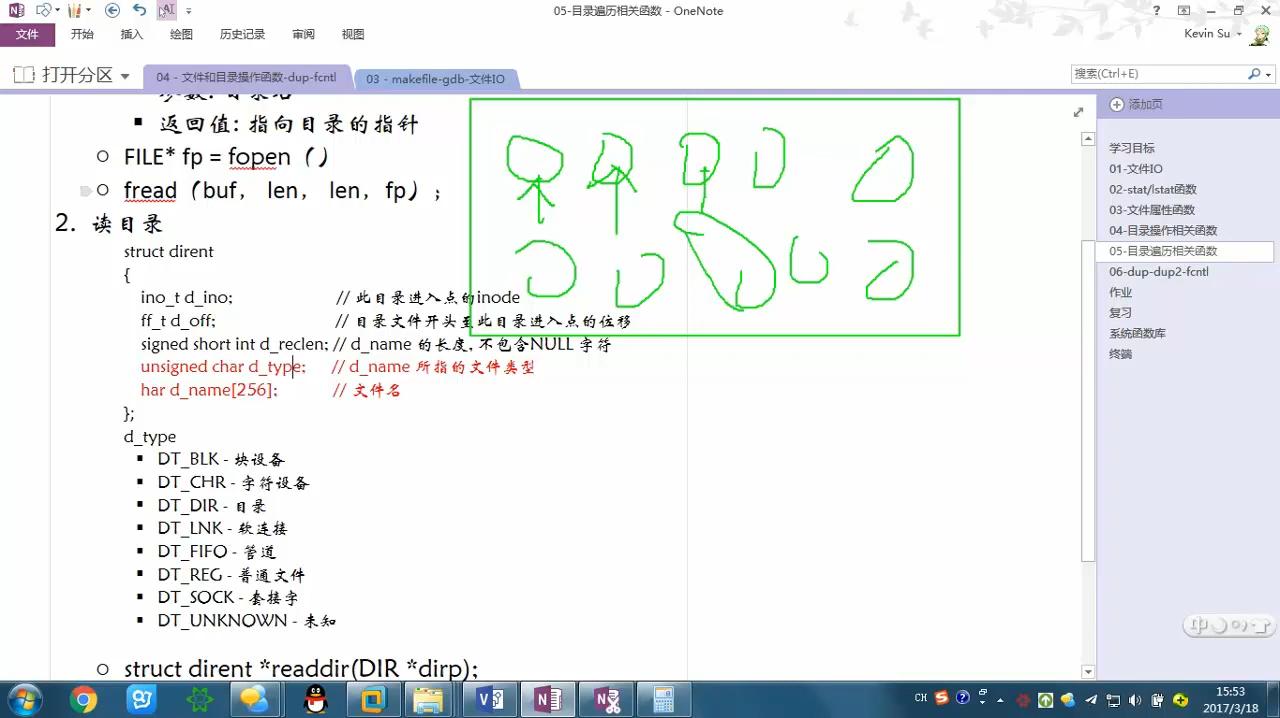 05-目录遍历相关函数 - OneNote
文件 开始 插入 绘图 历史记录 审阅 视图
Kevin Su
打开分区
04 - 文件和目录操作函数-dup-fcntl
03 - makefile-gdb-文件IO
搜索(Ctrl+E)
▪ 返回值: 指向目录的指针
○ FILE* fp = fopen （）
○ fread（buf， len， len， fp）;
2. 读目录
struct dirent
{
ino_t d_ino; // 此目录进入点的inode
ff_t d_off; // 目录文件开头至此目录进入点的位移
signed short int d_reclen; // d_name 的长度, 不包含NULL 字符
unsigned char d_type; // d_name 所指的文件类型
har d_name[256]; // 文件名
};
d_type
▪ DT_BLK - 块设备
▪ DT_CHR - 字符设备
▪ DT_DIR - 目录
▪ DT_LNK - 软连接
▪ DT_FIFO - 管道
▪ DT_REG - 普通文件
▪ DT_SOCK - 套接字
▪ DT_UNKNOWN - 未知
○ struct dirent *readdir(DIR *dirp);
添加页
学习目标
01-文件IO
02-stat/lstat函数
03-文件属性函数
04-目录操作相关函数
05-目录遍历相关函数
06-dup-dup2-fcntl
作业
复习
系统函数库
终端
中
CH
15:53
2017/3/18